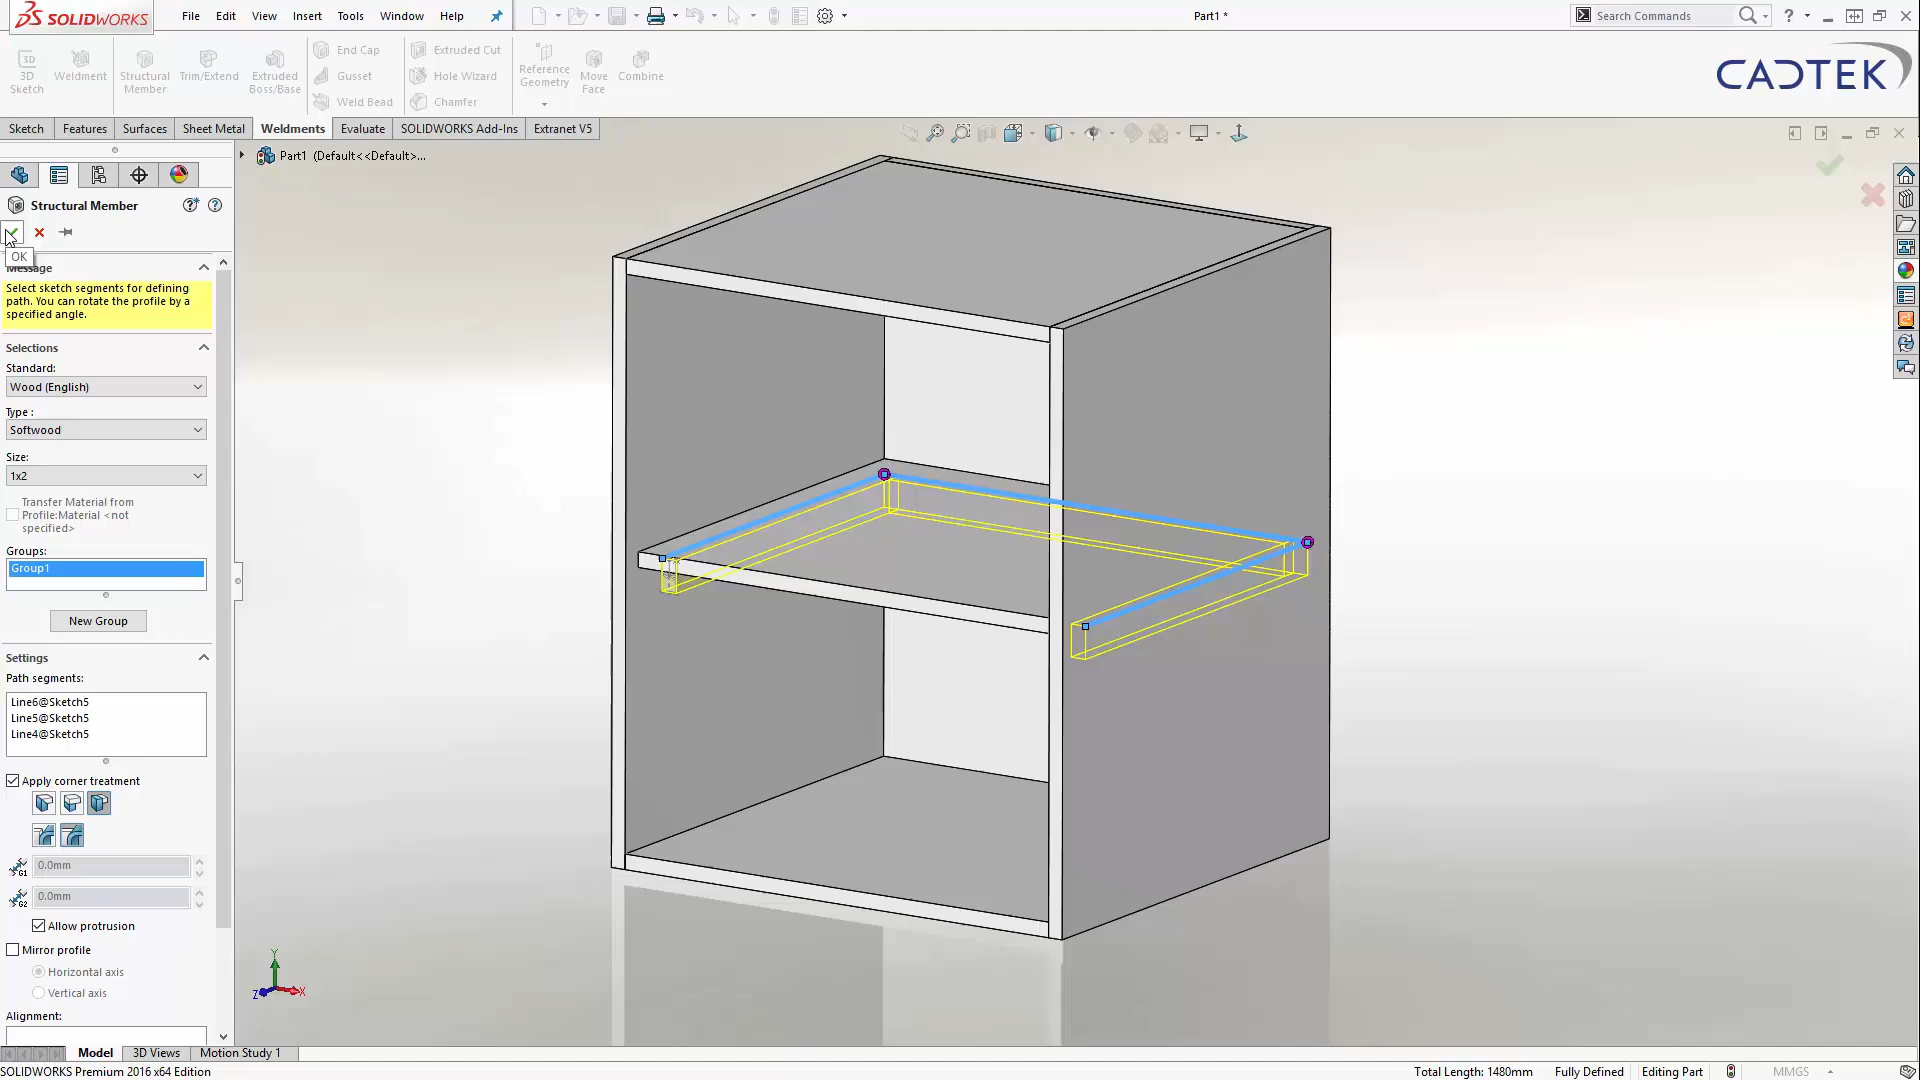 SOLIDWORKS
File
Edit
View
Insert
Tools
Window
Help
Part1 *
Search Commands
3D Sketch
Weldment
Structural Member
Trim/Extend
Extruded Boss/Base
End Cap
Gusset
Weld Bead
Extruded Cut
Hole Wizard
Chamfer
Reference Geometry
Move Face
Combine
CADTEK
Sketch
Features
Surfaces
Sheet Metal
Weldments
Evaluate
SOLIDWORKS Add-Ins
Extranet V5
Part1 (Default<<Default>...
Structural Member
OK
Message
Select sketch segments for defining
path. You can rotate the profile by a
specified angle.
Selections
Standard:
Wood (English)
Type :
Softwood
Size:
1x2
Transfer Material from
Profile:Material <not
specified>
Groups:
Group1
New Group
Settings
Path segments:
Line6@Sketch5
Line5@Sketch5
Line4@Sketch5
Apply corner treatment
G1
0.0mm
G2
0.0mm
Allow protrusion
Mirror profile
Horizontal axis
Vertical axis
Alignment:
Y
Z
X
Model
3D Views
Motion Study 1
SOLIDWORKS Premium 2016 x64 Edition
Total Length: 1480mm
Fully Defined
Editing Part
MMGS